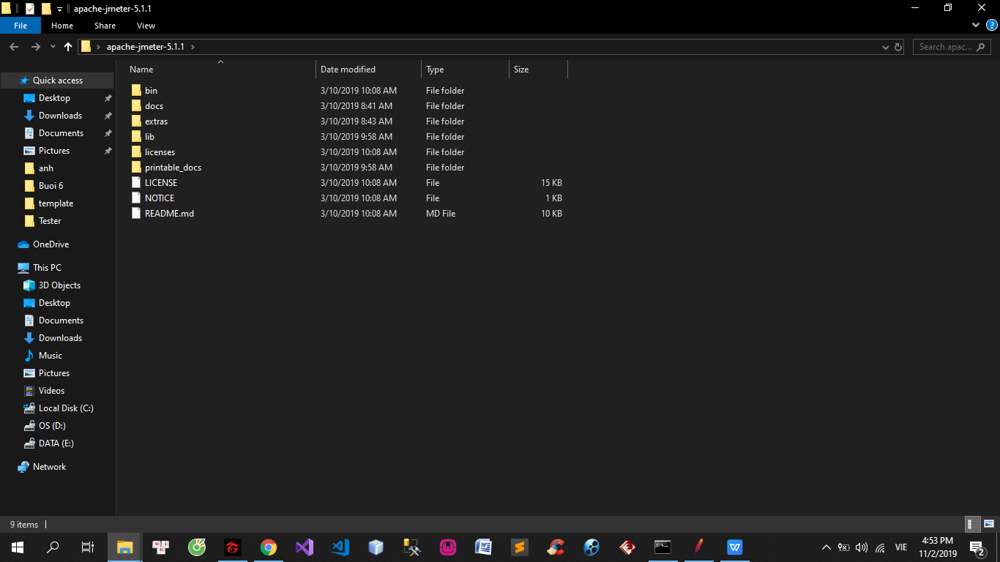 apache-jmeter-5.1.1
File Home Share View
apache-jmeter-5.1.1
Search apac...
Name Date modified Type Size
Quick access
Desktop
Downloads
Documents
Pictures
anh
Buoi 6
template
Tester
OneDrive
This PC
3D Objects
Desktop
Documents
Downloads
Music
Pictures
Videos
Local Disk (C:)
OS (D:)
DATA (E:)
Network
bin 3/10/2019 10:08 AM File folder
docs 3/10/2019 8:41 AM File folder
extras 3/10/2019 8:43 AM File folder
lib 3/10/2019 9:58 AM File folder
licenses 3/10/2019 10:08 AM File folder
printable_docs 3/10/2019 9:58 AM File folder
LICENSE 3/10/2019 10:08 AM File 15 KB
NOTICE 3/10/2019 10:08 AM File 1 KB
README.md 3/10/2019 10:08 AM MD File 10 KB
9 items
VIE
4:53 PM
11/2/2019
2